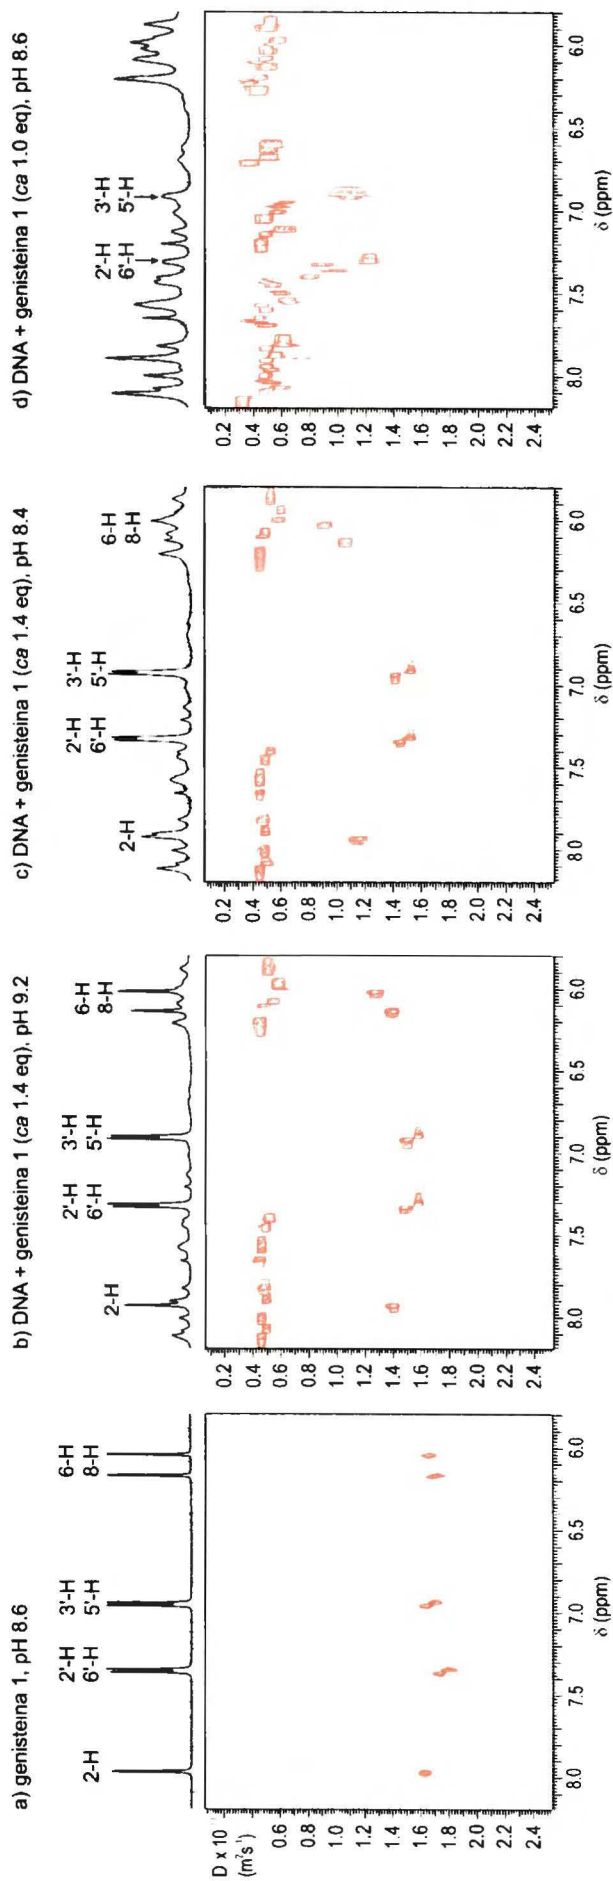 a) genisteina 1, pH 8.6
2-H
2'-H
6'-H
3'-H
5'-H
6-H
8-H
D x 10
(m²s⁻¹)
0.6
0.8
1.0
1.2
1.4
1.6
1.8
2.0
2.2
2.4
8.0 7.5 7.0 6.5 6.0
δ (ppm)
b) DNA + genisteina 1 (ca 1.4 eq), pH 9.2
2-H
2'-H
6'-H
3'-H
5'-H
6-H
8-H
0.2
0.4
0.6
0.8
1.0
1.2
1.4
1.6
1.8
2.0
2.2
2.4
8.0 7.5 7.0 6.5 6.0
δ (ppm)
c) DNA + genisteina 1 (ca 1.4 eq), pH 8.4
2-H
2'-H
6'-H
3'-H
5'-H
6-H
8-H
0.2
0.4
0.6
0.8
1.0
1.2
1.4
1.6
1.8
2.0
2.2
2.4
8.0 7.5 7.0 6.5 6.0
δ (ppm)
d) DNA + genisteina 1 (ca 1.0 eq), pH 8.6
2'-H
6'-H
3'-H
5'-H
0.2
0.4
0.6
0.8
1.0
1.2
1.4
1.6
1.8
2.0
2.2
2.4
8.0 7.5 7.0 6.5 6.0
δ (ppm)